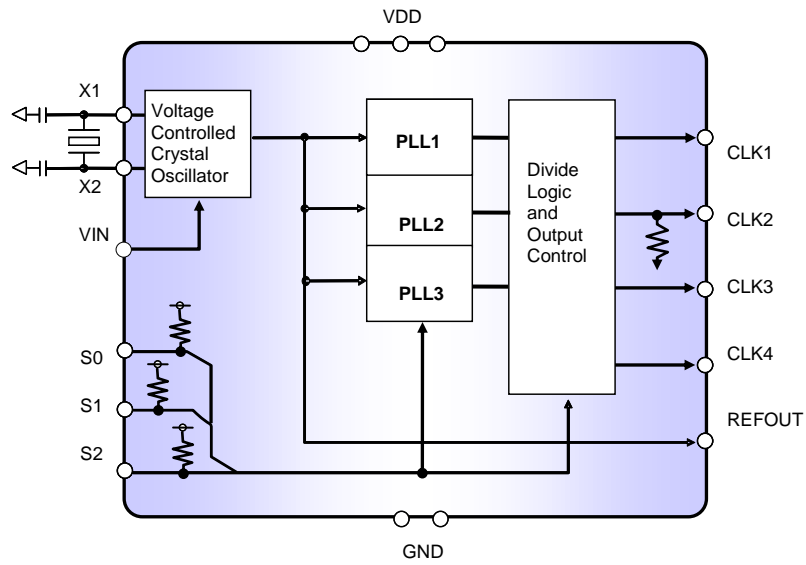 VDD
X1
X2
VIN
S0
S1
S2
Voltage
Controlled
Crystal
Oscillator
PLL1
PLL2
PLL3
Divide
Logic
and
Output
Control
CLK1
CLK2
CLK3
CLK4
REFOUT
GND